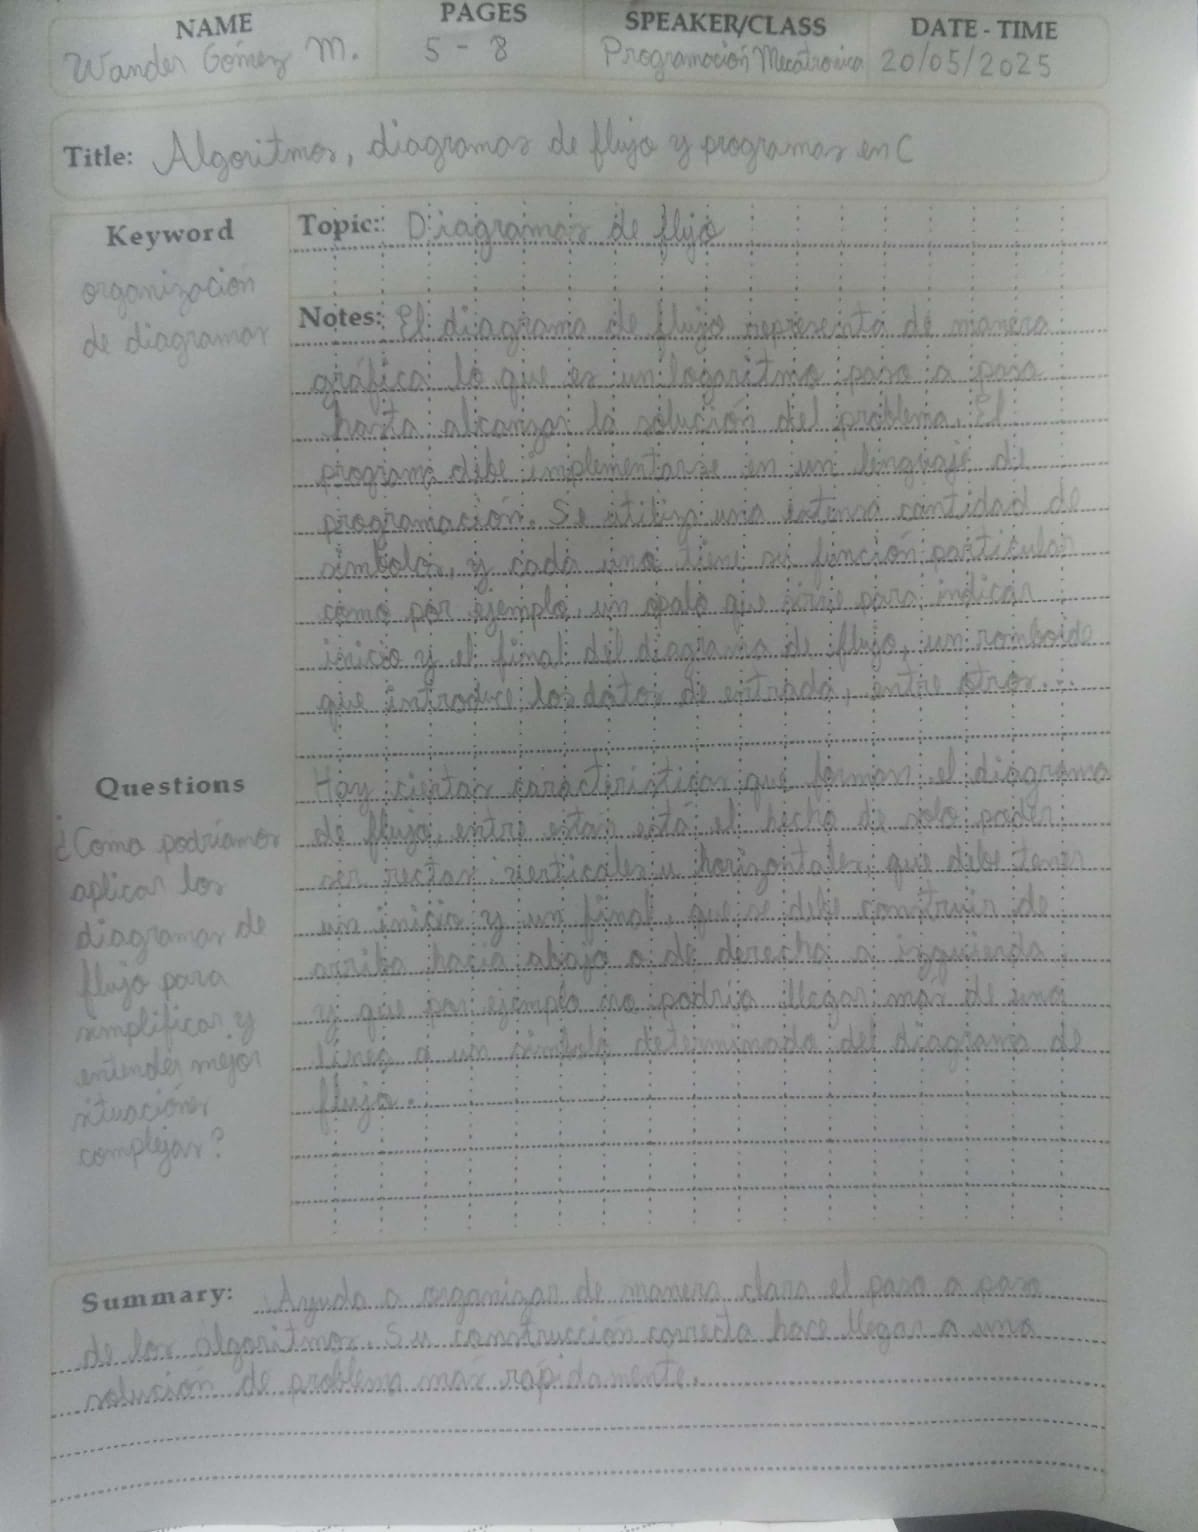 NAME PAGES SPEAKER/CLASS DATE - TIME
Wander Gómez M. 5 - 8 Programación Mecatronica 20/05/2025
Title: Algoritmos, diagramas de flujo y programas en C
Keyword
organización
de diagramas
Topic: Diagramas de flujo
Notes: El diagrama de flujo representa de manera
gráfica lo que es un logaritmo paso a paso
hasta alcanzar la solución del problema. El
programa debe implementarse en un lenguaje de
programación. Se utiliza una extensa cantidad de
simbolos, y cada una tiene su función particular
como por ejemplo, un opalo que sirve para indicar
inicio y el final del diagrama de flujo, un romboide
que introduce los datos de entrada, entre otros...
Hay ciertas características que forman el diagrama
de flujo, entre estas está el hecho de solo poder
ser rectas verticales u horizontales, que debe tener
un inicio y un final, que se debe construir de
arriba hacia abajo o de derecha a izquierda
y que por ejemplo no podría llegar más de una
linea a un simbolo determinado del diagrama de
flujo.
Questions
¿Como podríamos
aplicar los
diagramas de
flujo para
simplificar y
entender mejor
situaciones
complejas?
Summary: Ayuda a organizar de manera clara el paso a paso
de los algoritmos. Su construcción correcta hace llegar a una
solución de problema más rápidamente.